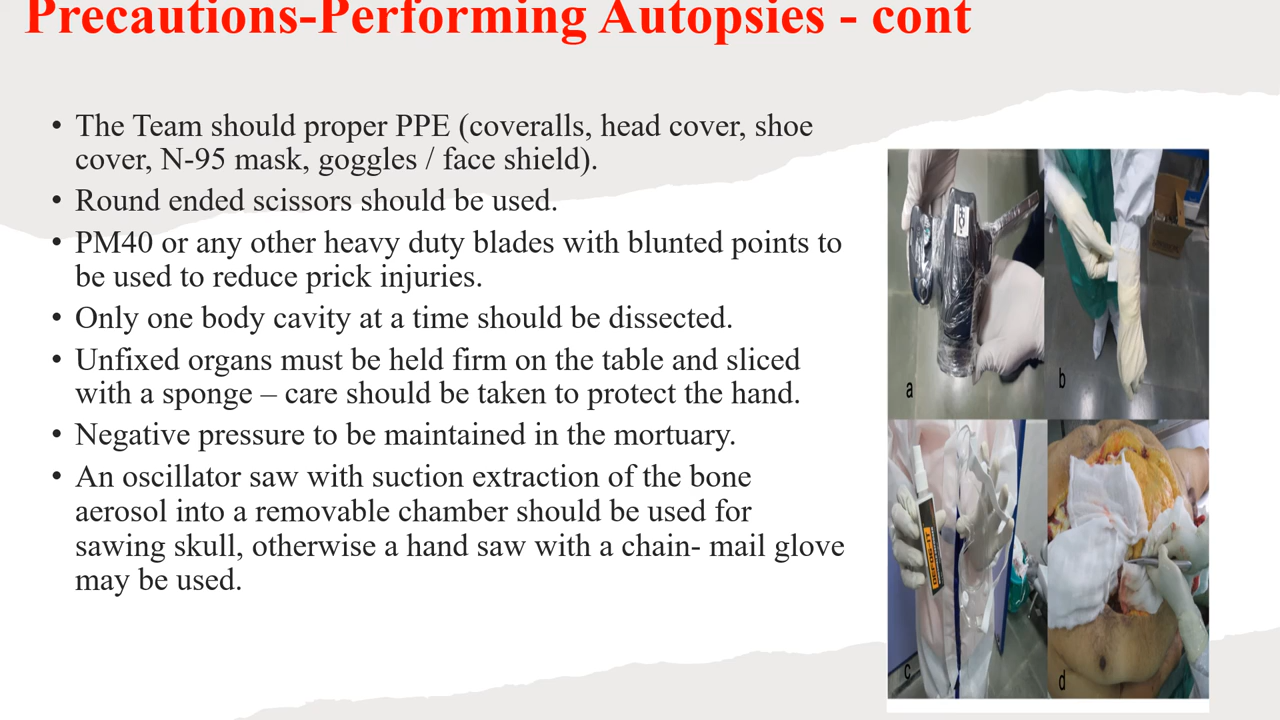 Precautions-Performing Autopsies - cont
• The Team should proper PPE (coveralls, head cover, shoe
cover, N-95 mask, goggles / face shield).
• Round ended scissors should be used.
• PM40 or any other heavy duty blades with blunted points to
be used to reduce prick injuries.
• Only one body cavity at a time should be dissected.
• Unfixed organs must be held firm on the table and sliced
with a sponge – care should be taken to protect the hand.
• Negative pressure to be maintained in the mortuary.
• An oscillator saw with suction extraction of the bone
aerosol into a removable chamber should be used for
sawing skull, otherwise a hand saw with a chain- mail glove
may be used.
a
b
c
d